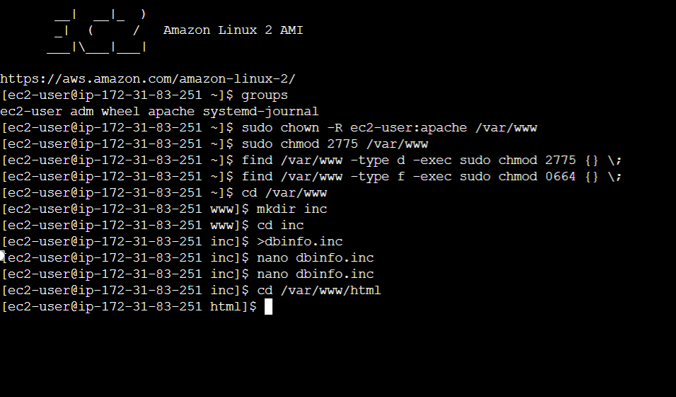 __|  __|_  )
_|  (     /   Amazon Linux 2 AMI
___|\___|___|
https://aws.amazon.com/amazon-linux-2/
[ec2-user@ip-172-31-83-251 ~]$ groups
ec2-user adm wheel apache systemd-journal
[ec2-user@ip-172-31-83-251 ~]$ sudo chown -R ec2-user:apache /var/www
[ec2-user@ip-172-31-83-251 ~]$ sudo chmod 2775 /var/www
[ec2-user@ip-172-31-83-251 ~]$ find /var/www -type d -exec sudo chmod 2775 {} \;
[ec2-user@ip-172-31-83-251 ~]$ find /var/www -type f -exec sudo chmod 0664 {} \;
[ec2-user@ip-172-31-83-251 ~]$ cd /var/www
[ec2-user@ip-172-31-83-251 www]$ mkdir inc
[ec2-user@ip-172-31-83-251 www]$ cd inc
[ec2-user@ip-172-31-83-251 inc]$ >dbinfo.inc
[ec2-user@ip-172-31-83-251 inc]$ nano dbinfo.inc
[ec2-user@ip-172-31-83-251 inc]$ nano dbinfo.inc
[ec2-user@ip-172-31-83-251 inc]$ cd /var/www/html
[ec2-user@ip-172-31-83-251 html]$